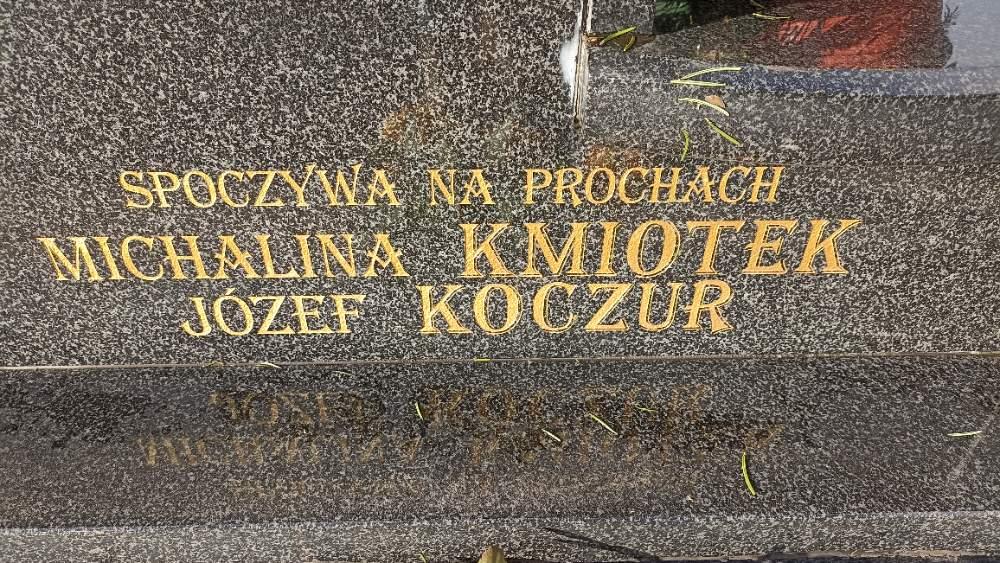 SPOCZYWA NA PROCHACH
MICHALINA KMIOTEK
JÓZEF KOCZUR